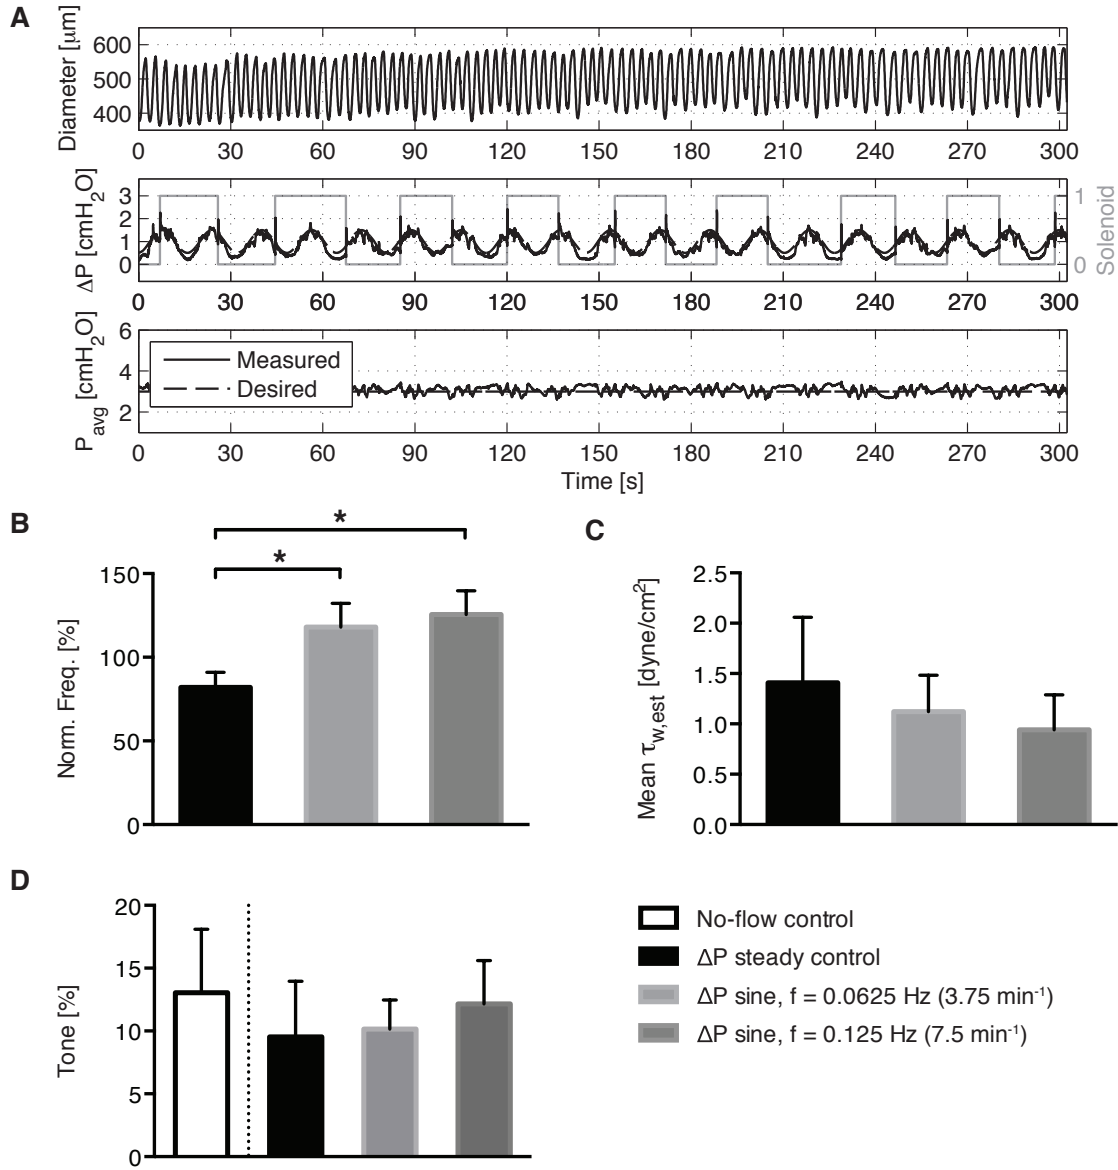 A
Diameter [μm]
600
500
400
0 30 60 90 120 150 180 210 240 270 300
ΔP [cmH2O]
3
2
1
0
1
0
Solenoid
0 30 60 90 120 150 180 210 240 270 300
Pavg [cmH2O]
6
4
2
Measured
Desired
0 30 60 90 120 150 180 210 240 270 300
Time [s]
B
*
*
Norm. Freq. [%]
150
100
50
0
C
Mean τw,est [dyne/cm2]
2.5
2.0
1.5
1.0
0.5
0.0
D
Tone [%]
20
15
10
5
0
No-flow control
ΔP steady control
ΔP sine, f = 0.0625 Hz (3.75 min-1)
ΔP sine, f = 0.125 Hz (7.5 min-1)